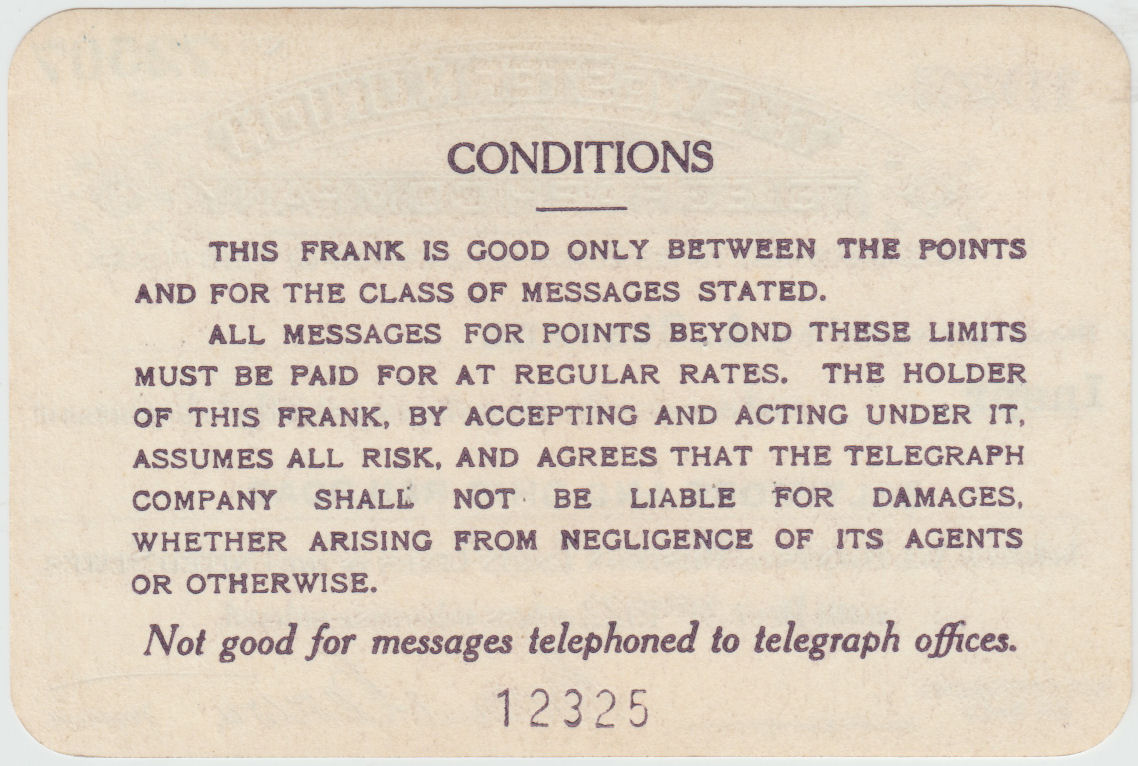 CONDITIONS
THIS FRANK IS GOOD ONLY BETWEEN THE POINTS
AND FOR THE CLASS OF MESSAGES STATED.
ALL MESSAGES FOR POINTS BEYOND THESE LIMITS
MUST BE PAID FOR AT REGULAR RATES. THE HOLDER
OF THIS FRANK, BY ACCEPTING AND ACTING UNDER IT,
ASSUMES ALL RISK, AND AGREES THAT THE TELEGRAPH
COMPANY SHALL NOT BE LIABLE FOR DAMAGES,
WHETHER ARISING FROM NEGLIGENCE OF ITS AGENTS
OR OTHERWISE.
Not good for messages telephoned to telegraph offices.
12325